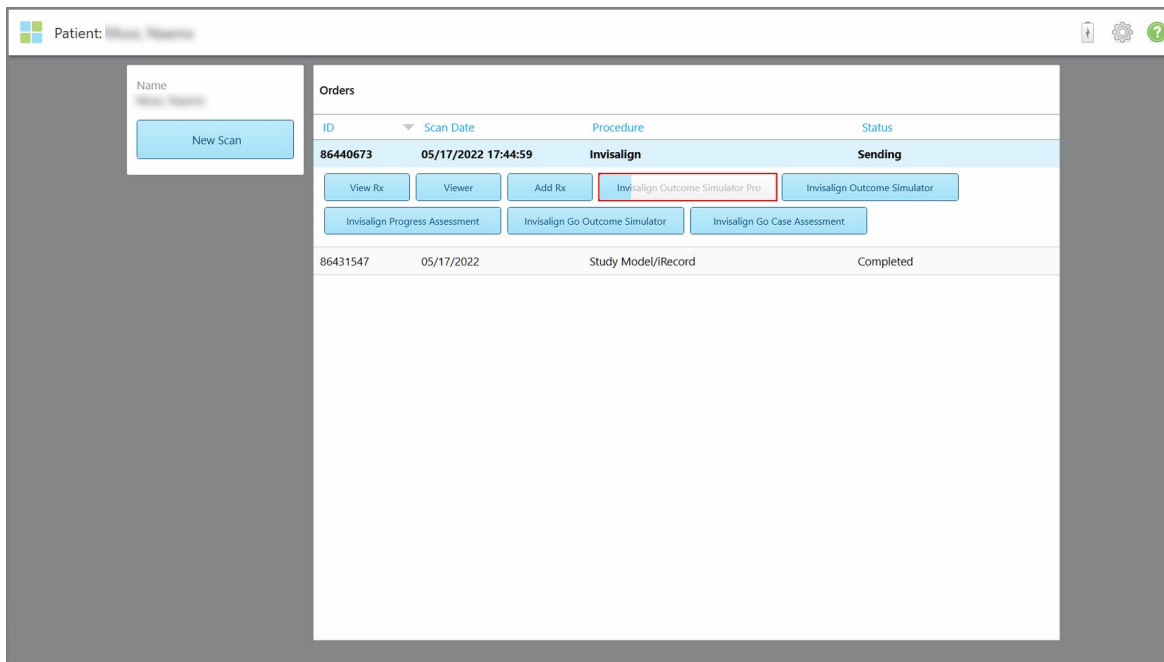 Patient:
Name
New Scan
Orders
ID Scan Date Procedure Status
86440673 05/17/2022 17:44:59 Invisalign Sending
View Rx Viewer Add Rx Invisalign Outcome Simulator Pro Invisalign Outcome Simulator
Invisalign Progress Assessment Invisalign Go Outcome Simulator Invisalign Go Case Assessment
86431547 05/17/2022 Study Model/iRecord Completed